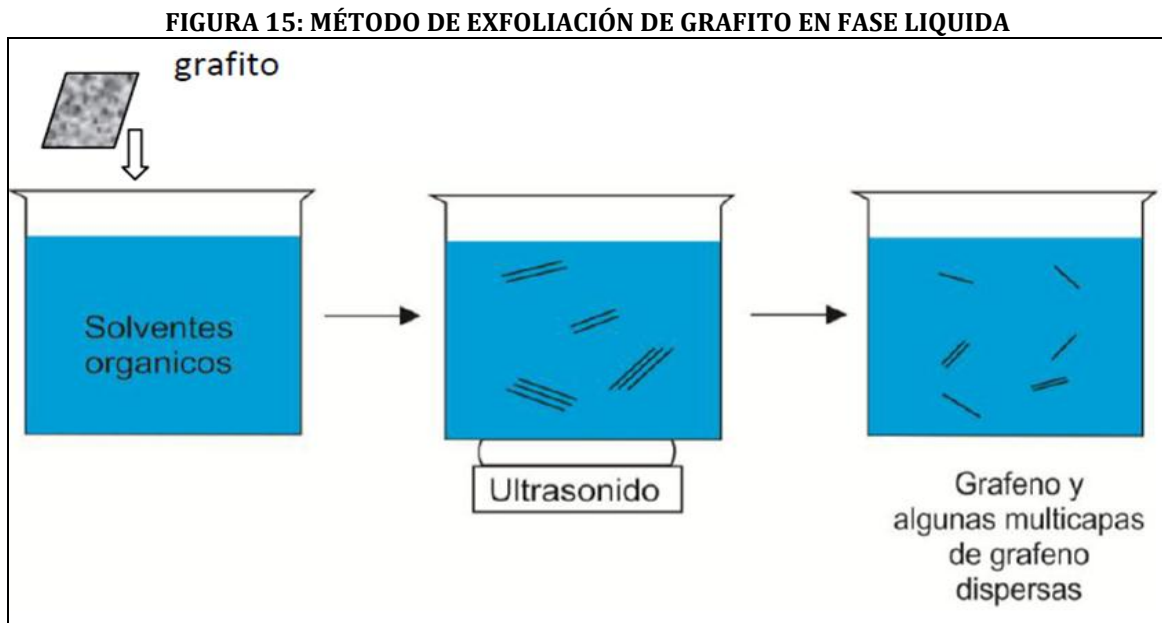 FIGURA 15: MÉTODO DE EXFOLIACIÓN DE GRAFITO EN FASE LIQUIDA
grafito
Solventes
organicos
Ultrasonido
Grafeno y
algunas multicapas
de grafeno
dispersas